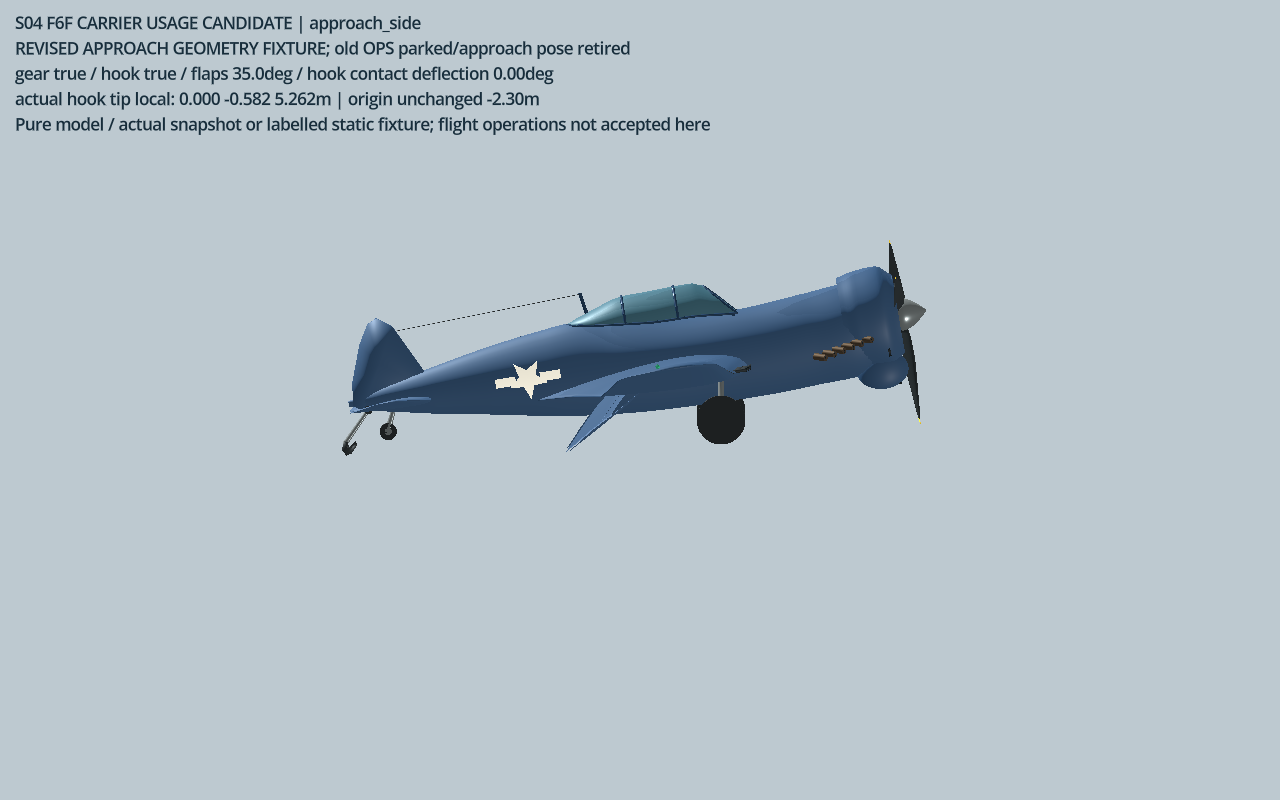 S04 F6F CARRIER USAGE CANDIDATE | approach_side
REVISED APPROACH GEOMETRY FIXTURE; old OPS parked/approach pose retired
gear true / hook true / flaps 35.0deg / hook contact deflection 0.00deg
actual hook tip local: 0.000 -0.582 5.262m | origin unchanged -2.30m
Pure model / actual snapshot or labelled static fixture; flight operations not accepted here